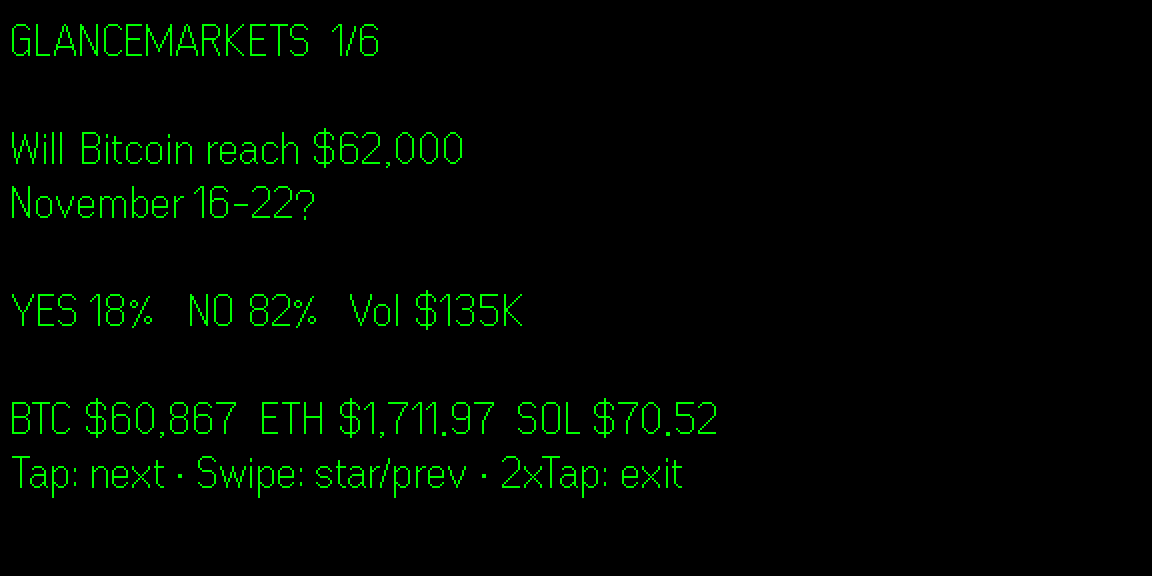 GLANCEMARKETS 1/6
Will Bitcoin reach $62,000
November 16-22?
YES 18% NO 82% Vol $135K
BTC $60,867 ETH $1,711.97 SOL $70.52
Tap: next · Swipe: star/prev · 2xTap: exit